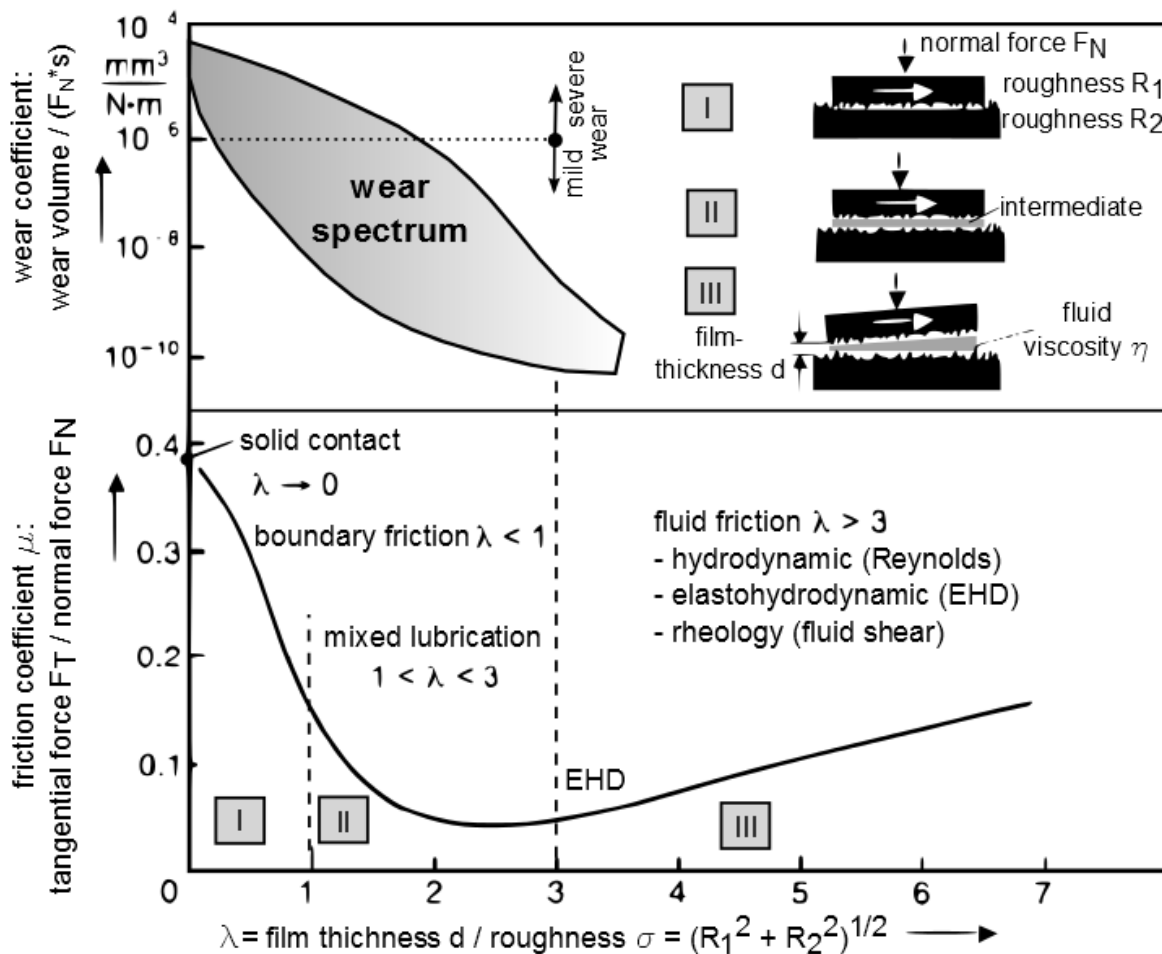 10 4
mm3
N·m
10-6
10-8
10-10
wear coefficient:
wear volume / (FN*s)
wear
spectrum
mild severe
wear
I
II
III
normal force FN
roughness R1
roughness R2
intermediate
film-
thickness d
fluid
viscosity η
friction coefficient μ:
tangential force FT / normal force FN
0.4
0.3
0.2
0.1
0
solid contact
λ → 0
boundary friction λ < 1
mixed lubrication
1 < λ < 3
fluid friction λ > 3
- hydrodynamic (Reynolds)
- elastohydrodynamic (EHD)
- rheology (fluid shear)
EHD
I
II
III
1 2 3 4 5 6 7
λ= film thichness d / roughness σ = (R12 + R22)1/2